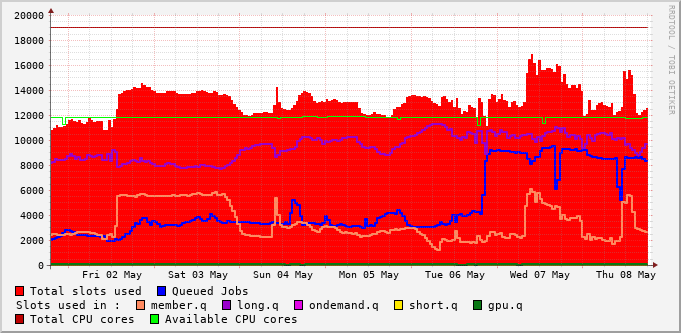 20000
18000
16000
14000
12000
10000
8000
6000
4000
2000
0
Fri 02 May Sat 03 May Sun 04 May Mon 05 May Tue 06 May Wed 07 May Thu 08 May
Total slots used Queued Jobs
Slots used in : member.q long.q ondemand.q short.q gpu.q
Total CPU cores Available CPU cores
RRDTOOL / TOBI OETIKER